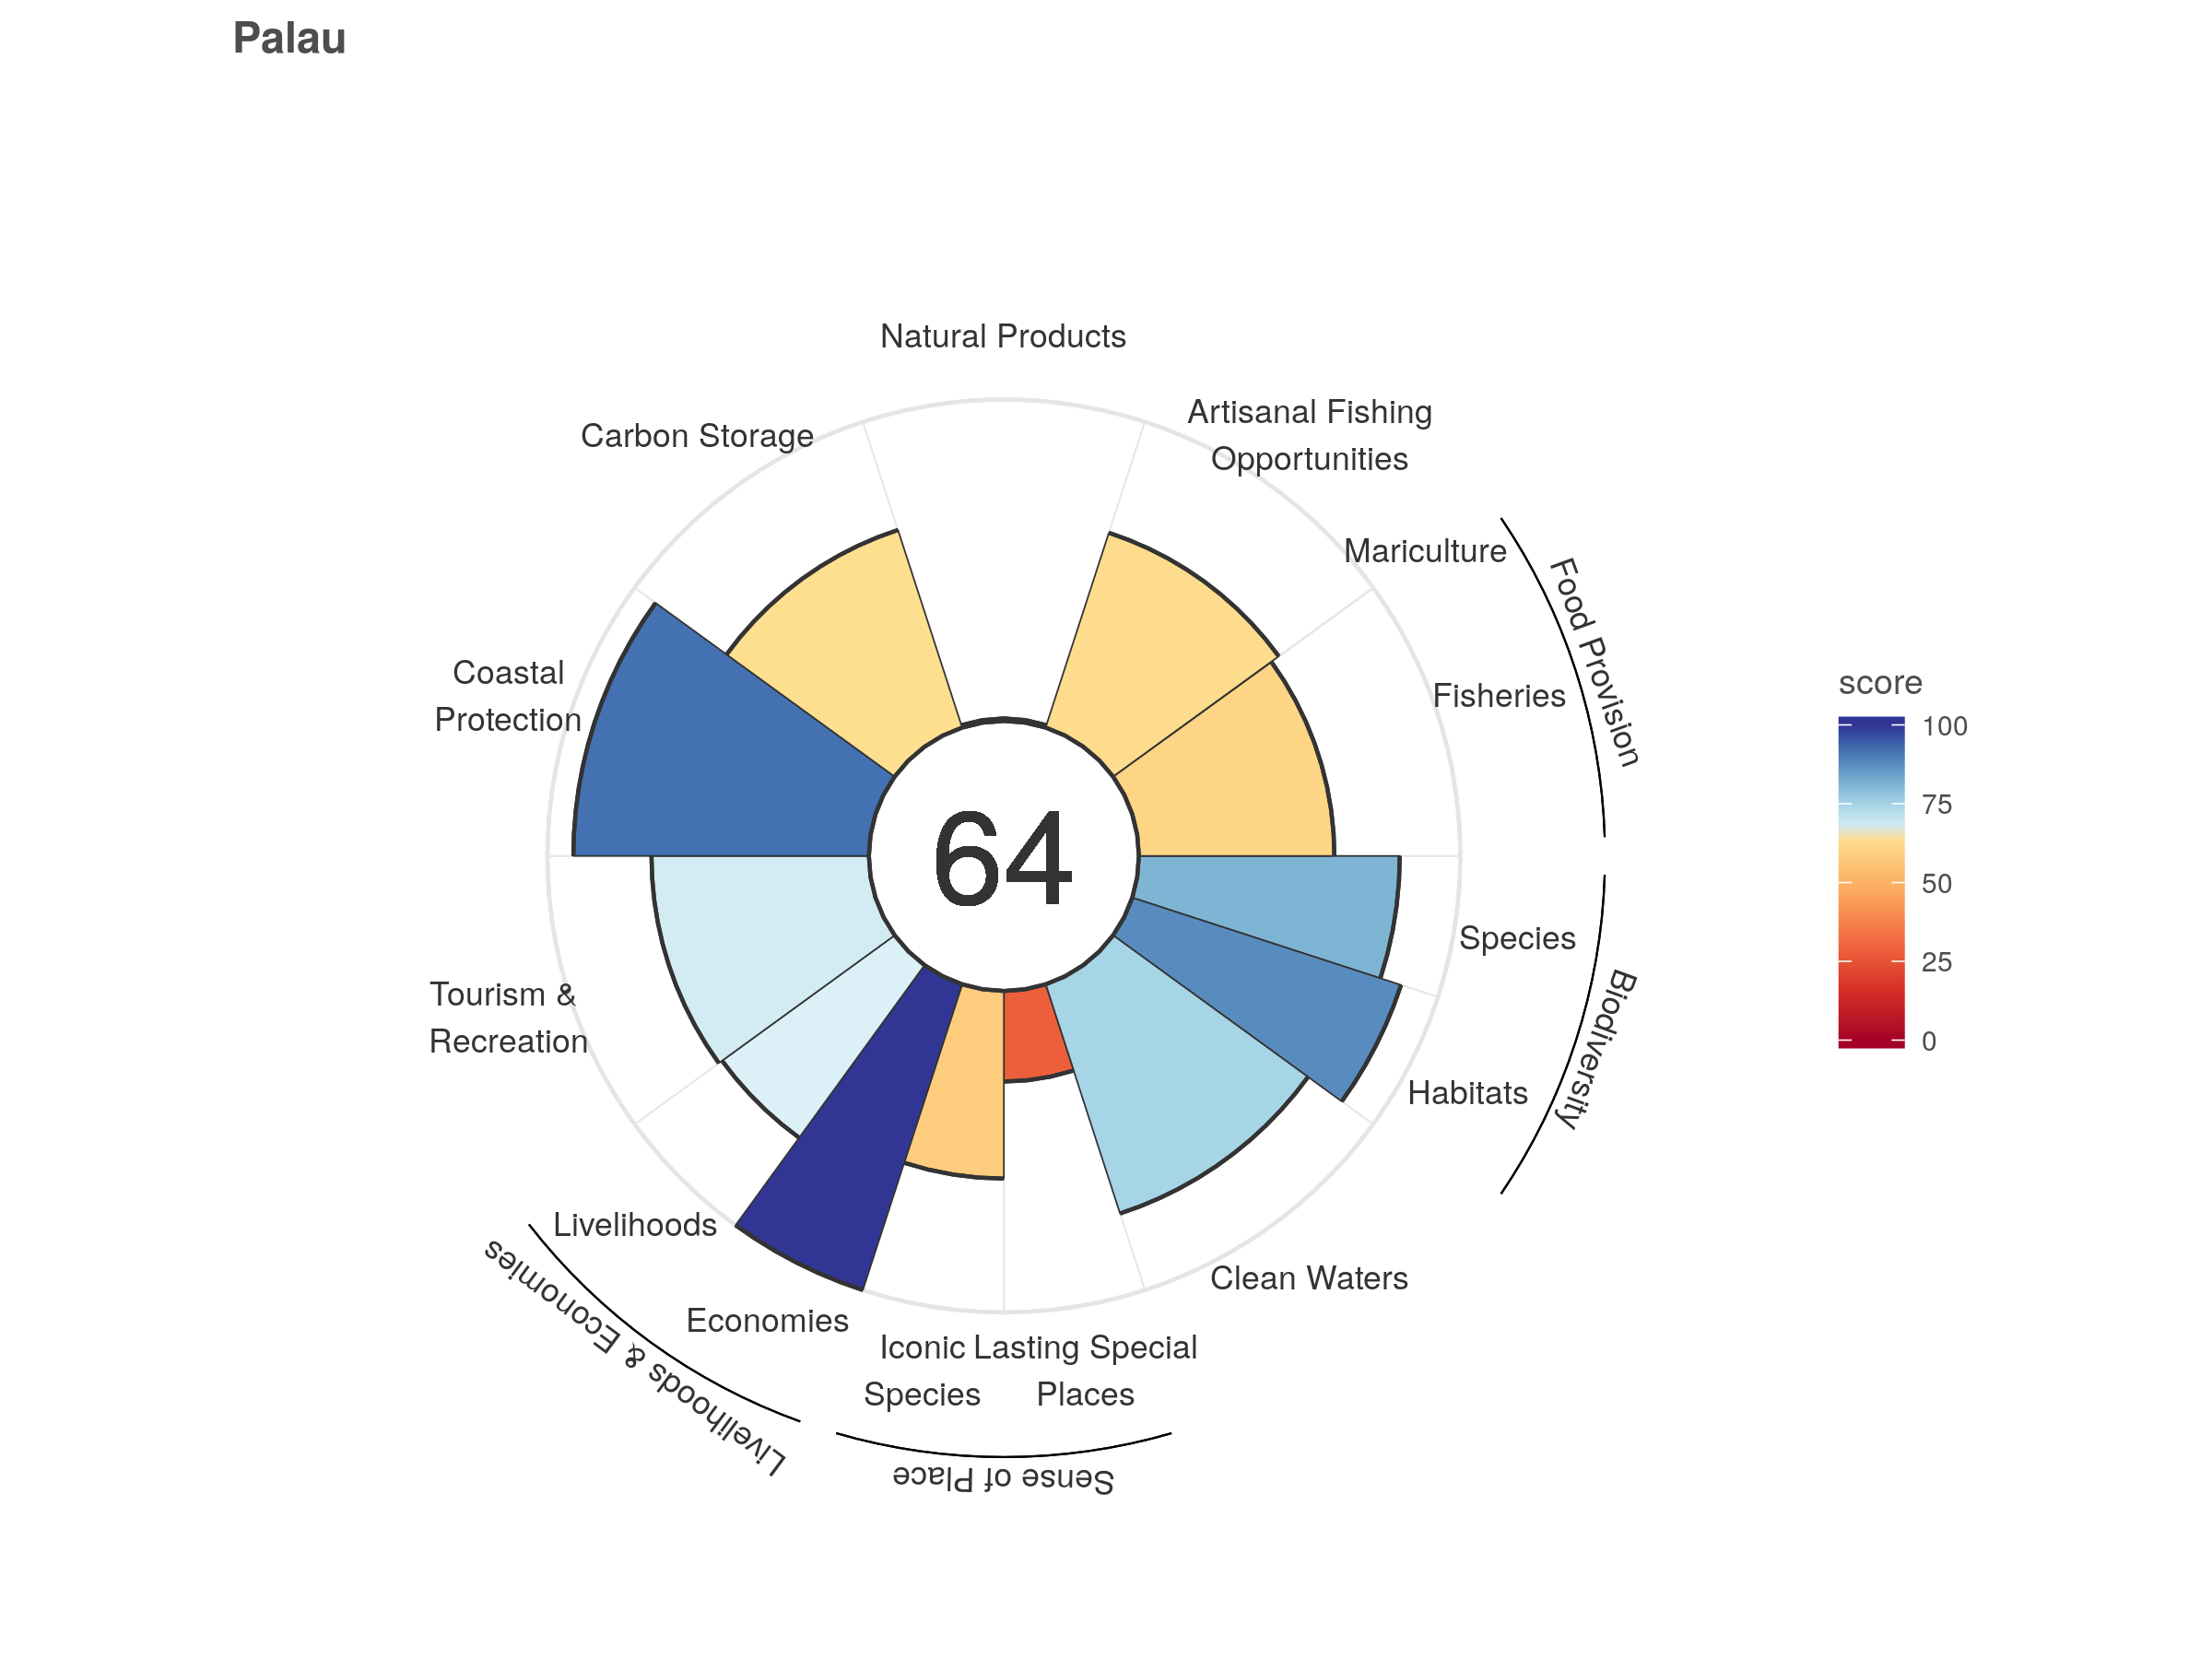 Palau
Natural Products
Carbon Storage
Artisanal Fishing
Opportunities
Mariculture
Food Provision
Fisheries
Coastal
Protection
score
100
75
50
25
0
64
Species
Biodiversity
Habitats
Tourism &
Recreation
Livelihoods
Livelihoods & Economies
Economies
Clean Waters
Iconic
Species
Lasting Special
Places
Sense of Place